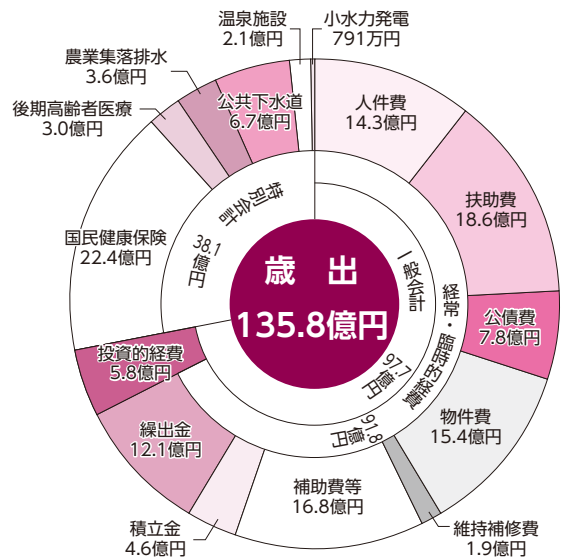 歳 出
135.8億円
一般会計
97.7億円
経常・臨時的経費
91.8億円
特別会計
38.1億円
人件費
14.3億円
扶助費
18.6億円
公債費
7.8億円
物件費
15.4億円
維持補修費
1.9億円
補助費等
16.8億円
積立金
4.6億円
繰出金
12.1億円
投資的経費
5.8億円
国民健康保険
22.4億円
後期高齢者医療
3.0億円
農業集落排水
3.6億円
公共下水道
6.7億円
温泉施設
2.1億円
小水力発電
791万円